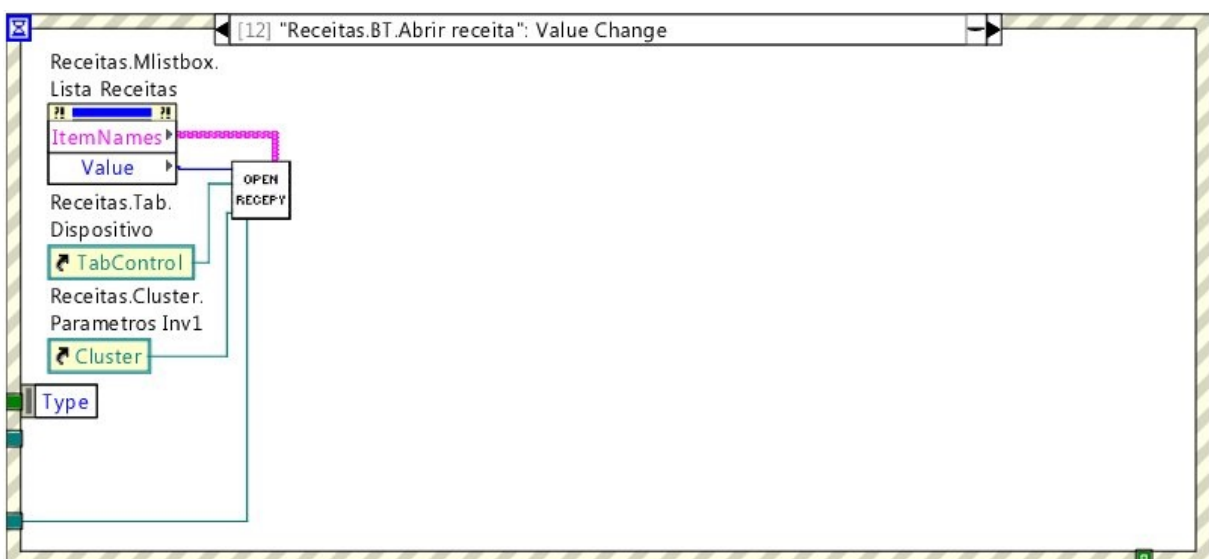 [12] "Receitas.BT.Abrir receita": Value Change
Receitas.Mlistbox.
Lista Receitas
?! ?!
ItemNames
Value
OPEN
RECEPY
Receitas.Tab.
Dispositivo
TabControl
Receitas.Cluster.
Parametros Inv1
Cluster
Type